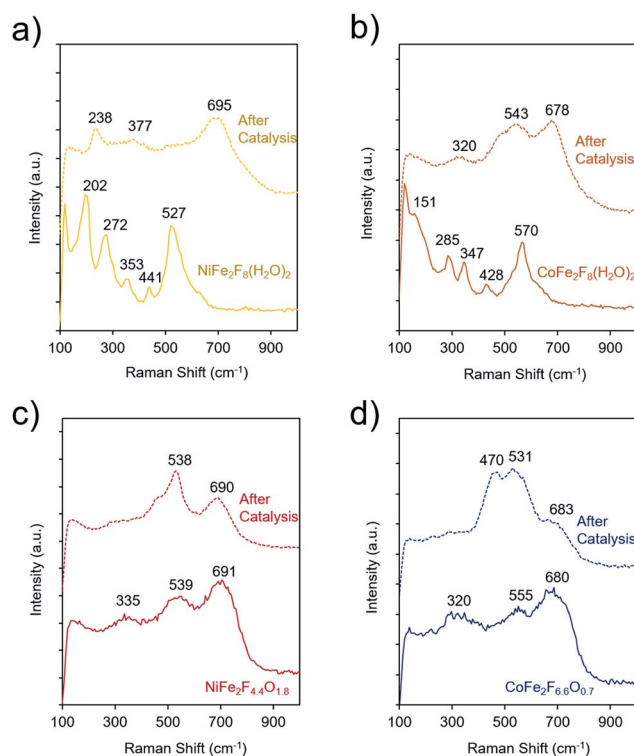 a)
695
238
377
After
Catalysis
202
527
272
353
441
NiFe2F8(H2O)2
Intensity (a.u.)
100 300 500 700 900
Raman Shift (cm-1)
b)
678
543
320
After
Catalysis
151
570
285
347
428
CoFe2F8(H2O)2
Intensity (a.u.)
100 300 500 700 900
Raman Shift (cm-1)
c)
538
690
After
Catalysis
691
539
335
NiFe2F4.4O1.8
Intensity (a.u.)
100 300 500 700 900
Raman Shift (cm-1)
d)
470
531
683
After
Catalysis
680
555
320
CoFe2F6.6O0.7
Intensity (a.u.)
100 300 500 700 900
Raman Shift (cm-1)